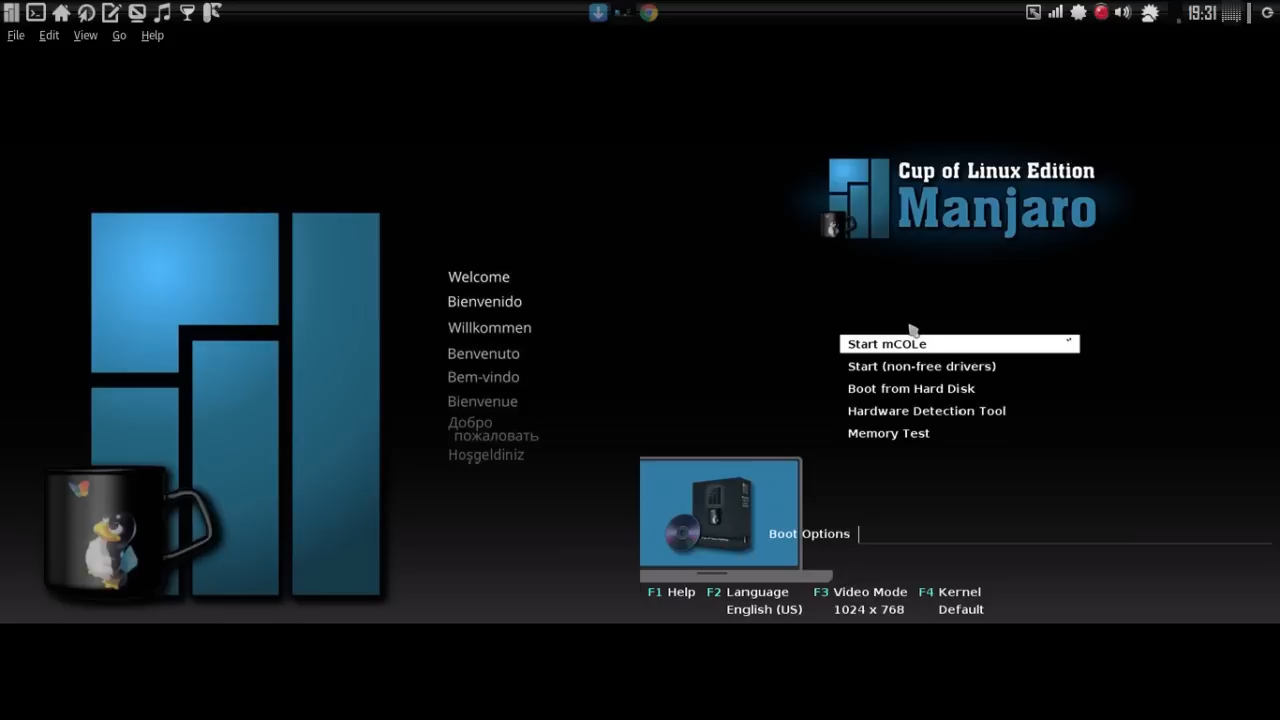 19:31
File Edit View Go Help
Welcome
Bienvenido
Willkommen
Benvenuto
Bem-vindo
Bienvenue
Добро
пожаловать
Hoşgeldiniz
Cup of Linux Edition
Manjaro
Start mCOLe
Start (non-free drivers)
Boot from Hard Disk
Hardware Detection Tool
Memory Test
Boot Options
F1 Help F2 Language F3 Video Mode F4 Kernel
English (US) 1024 x 768 Default